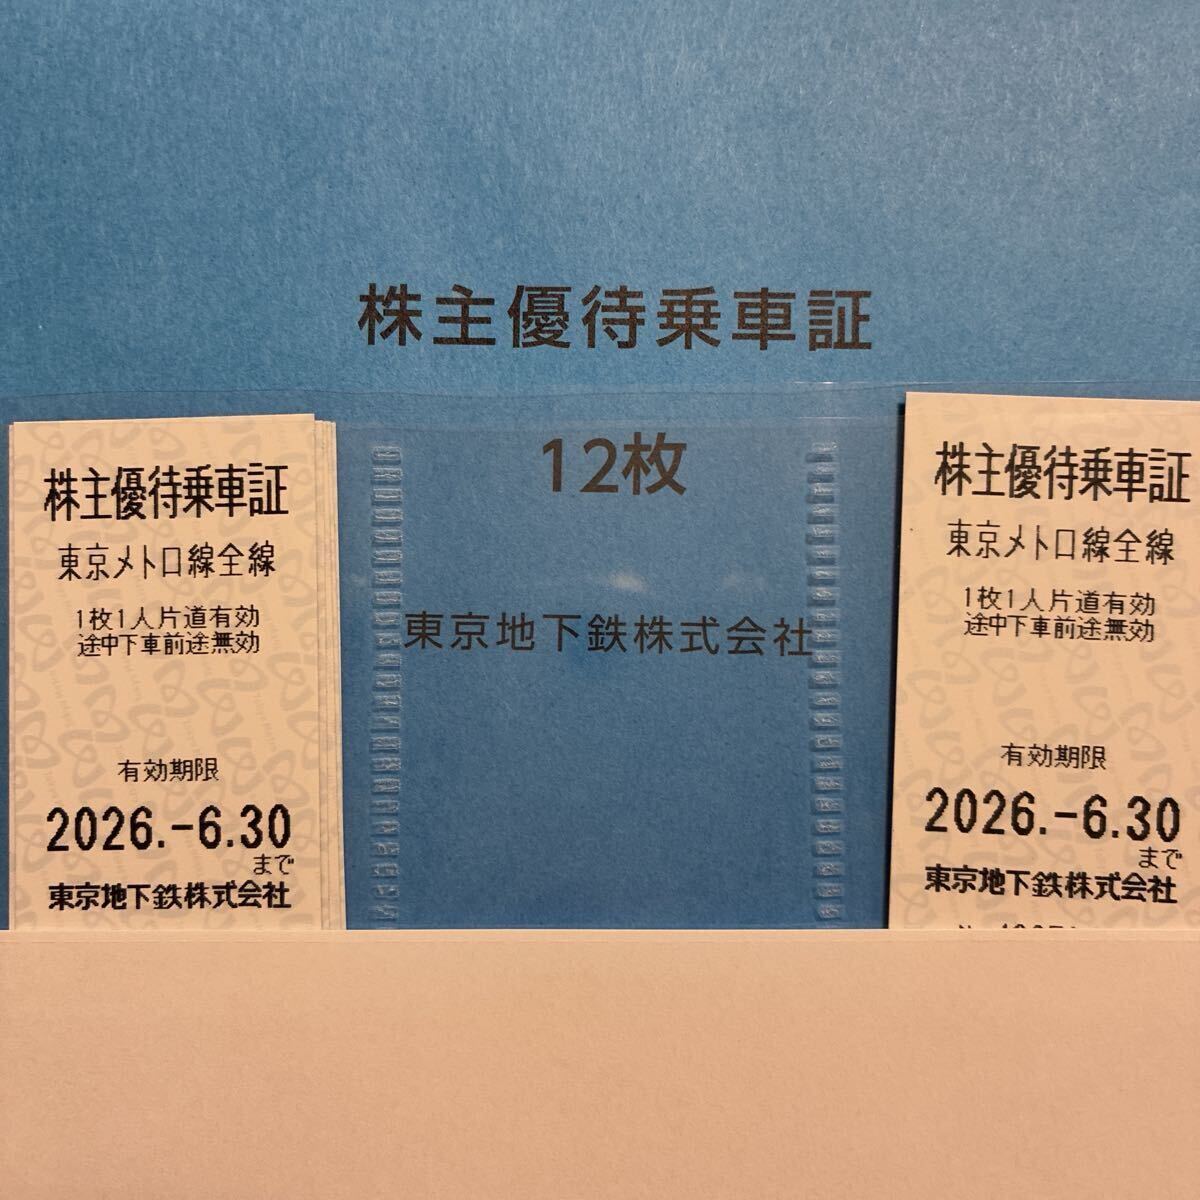 株主優待乗車証
12枚
東京地下鉄株式会社
株主優待乗車証
東京メトロ線全線
1枚1人片道有効
途中下車前途無効
有効期限
2026.-6.30
まで
東京地下鉄株式会社
株主優待乗車証
東京メトロ線全線
1枚1人片道有効
途中下車前途無効
有効期限
2026.-6.30
まで
東京地下鉄株式会社